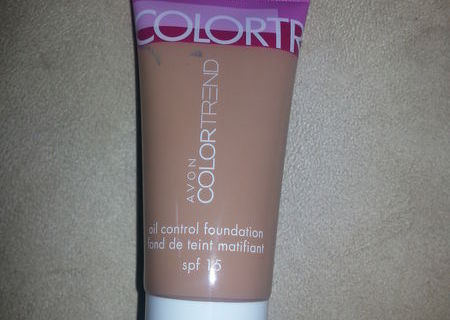 COLORTR
AVON
COLORTREND
oil control foundation
fond de teint matifiant
spf 15